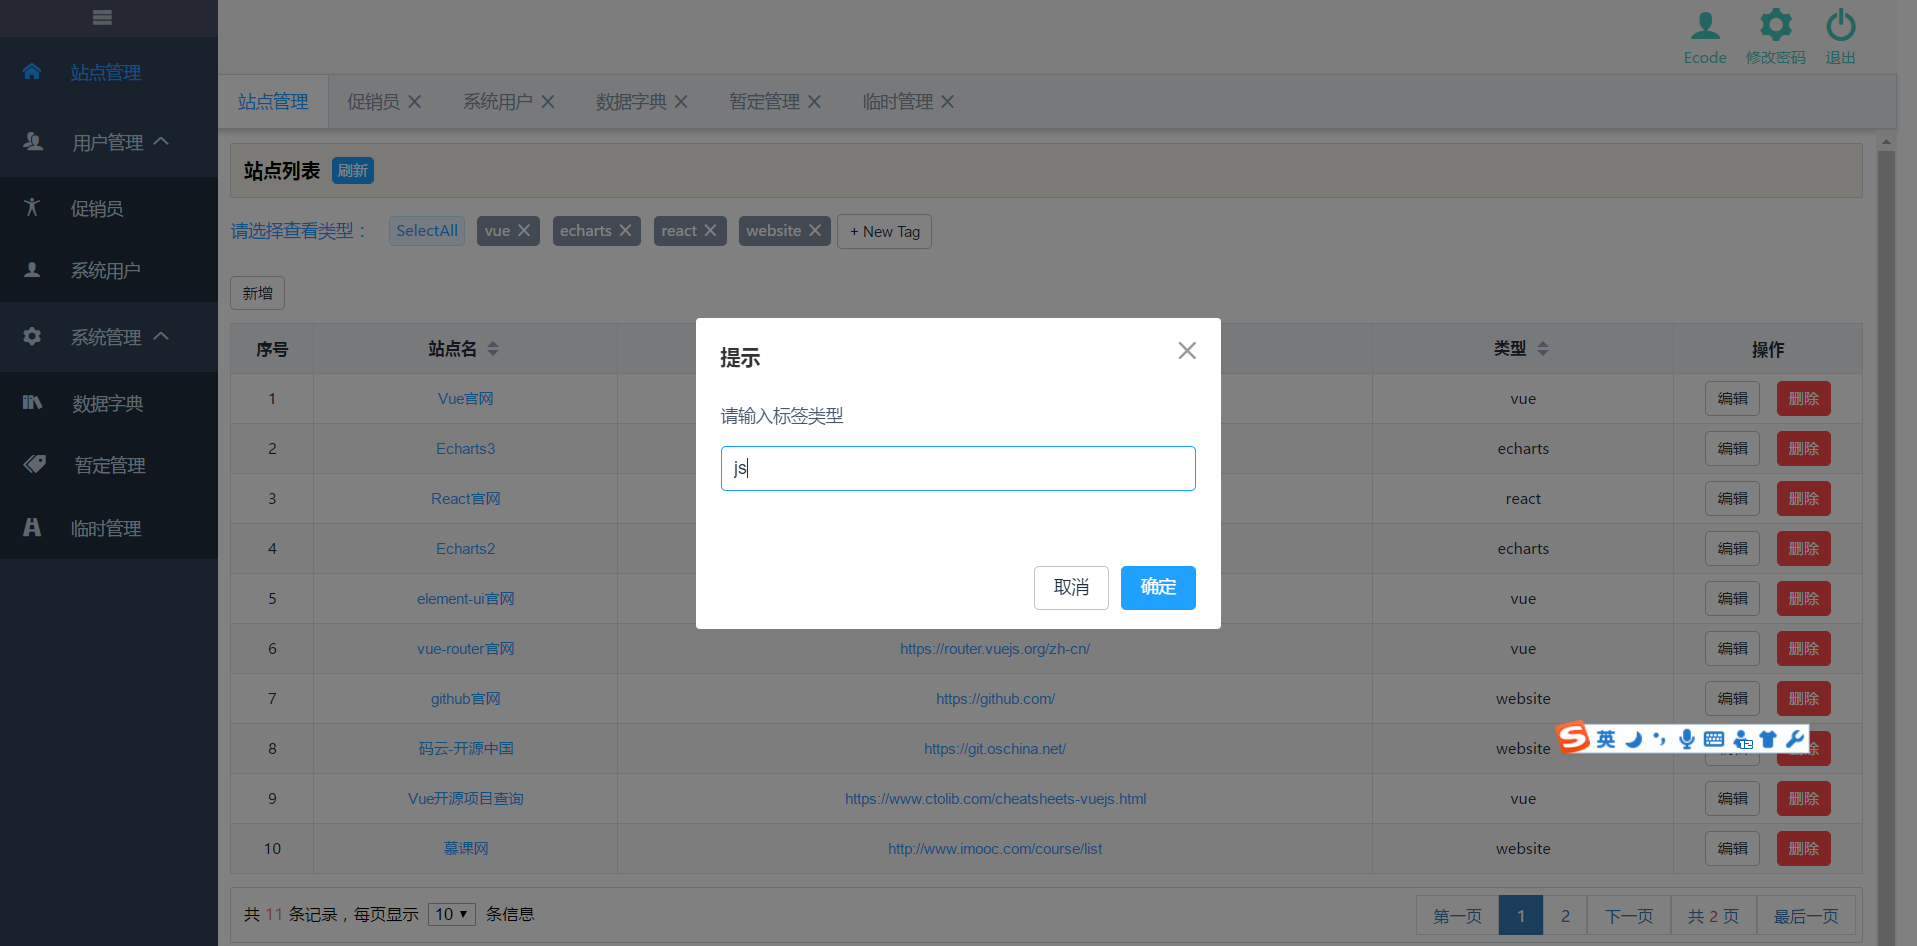 Ecode 修改密码 退出
站点管理
用户管理
促销员
系统用户
系统管理
数据字典
暂定管理
临时管理
站点管理 促销员 系统用户 数据字典 暂定管理 临时管理
站点列表 刷新
请选择查看类型： SelectAll vue echarts react website + New Tag
新增
序号 站点名 类型 操作
1 Vue官网 vue 编辑 删除
2 Echarts3 echarts 编辑 删除
3 React官网 react 编辑 删除
4 Echarts2 echarts 编辑 删除
5 element-ui官网 vue 编辑 删除
6 vue-router官网 https://router.vuejs.org/zh-cn/ vue 编辑 删除
7 github官网 https://github.com/ website 编辑 删除
8 码云-开源中国 https://git.oschina.net/ website
9 Vue开源项目查询 https://www.ctolib.com/cheatsheets-vuejs.html vue 编辑 删除
10 慕课网 http://www.imooc.com/course/list website 编辑 删除
共 11 条记录，每页显示 10 条信息
第一页 1 2 下一页 共 2 页 最后一页
提示
请输入标签类型
js
取消 确定
S 英